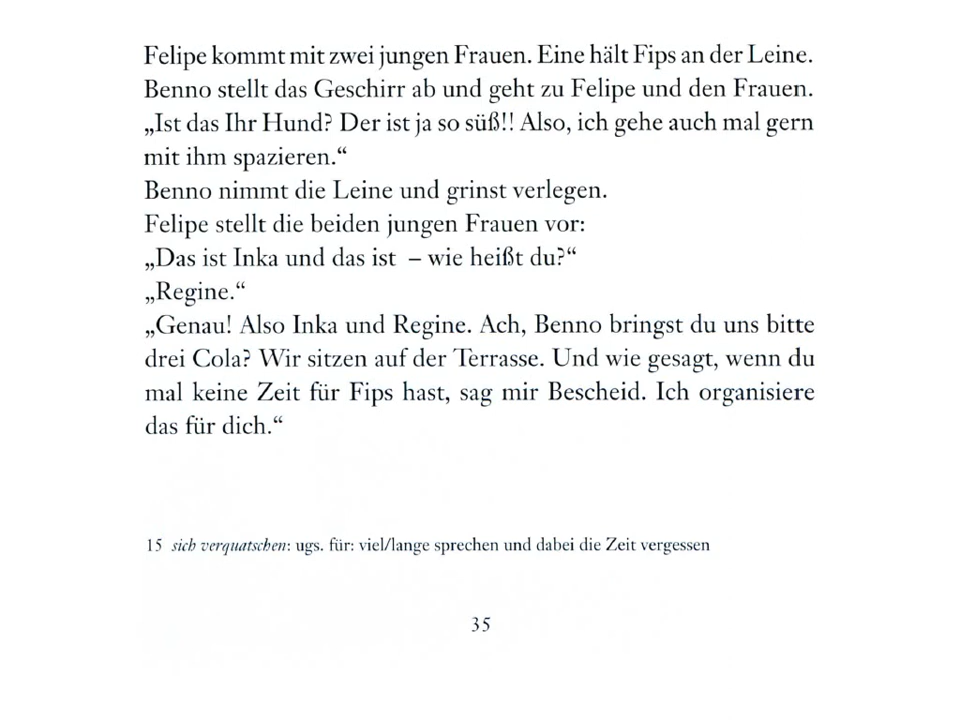 Felipe kommt mit zwei jungen Frauen. Eine hält Fips an der Leine.
Benno stellt das Geschirr ab und geht zu Felipe und den Frauen.
„Ist das Ihr Hund? Der ist ja so süß!! Also, ich gehe auch mal gern
mit ihm spazieren.“
Benno nimmt die Leine und grinst verlegen.
Felipe stellt die beiden jungen Frauen vor:
„Das ist Inka und das ist – wie heißt du?“
„Regine.“
„Genau! Also Inka und Regine. Ach, Benno bringst du uns bitte
drei Cola? Wir sitzen auf der Terrasse. Und wie gesagt, wenn du
mal keine Zeit für Fips hast, sag mir Bescheid. Ich organisiere
das für dich.“
15 sich verquatschen: ugs. für: viel/lange sprechen und dabei die Zeit vergessen
35